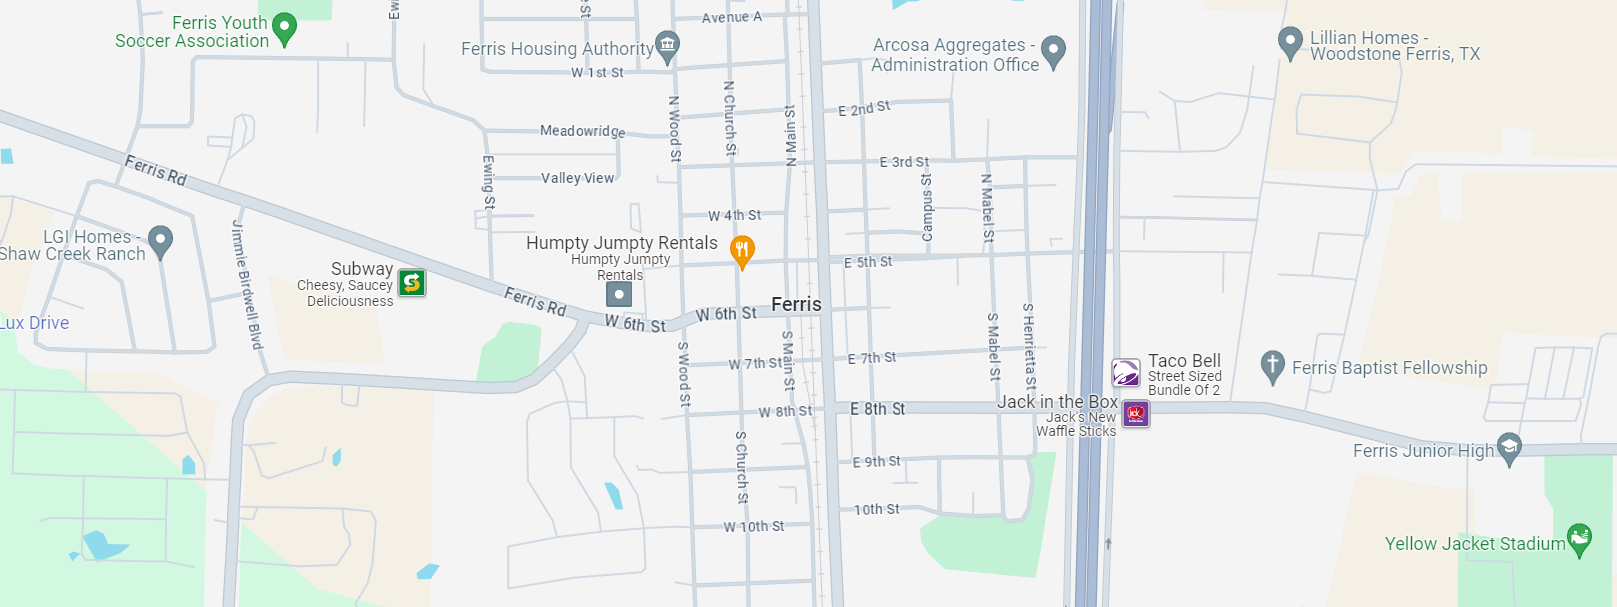 Ferris Youth
Soccer Association
Ewing
Avenue A
Ferris Housing Authority
W 1st St
Arcosa Aggregates -
Administration Office
Lillian Homes -
Woodstone Ferris, TX
N Wood St
N Church St
N Main St
E 2nd St
Meadowridge
Ferris Rd
Ewing St
Valley View
E 3rd St
N Mabel St
W 4th St
Jimmie Birdwell Blvd
LGI Homes -
Shaw Creek Ranch
Humpty Jumpty Rentals
Humpty Jumpty
Rentals
Subway
Cheesy, Saucey
Deliciousness
E 5th St
Ferris Rd
W 6th St
W 6th St
Ferris
Lux Drive
S Wood St
S Main St
S Mabel St
S Henrietta St
W 7th St
E 7th St
Taco Bell
Street Sized
Bundle Of 2
Ferris Baptist Fellowship
Jack in the Box
Jack's New
Waffle Sticks
W 8th St
E 8th St
S Church St
E 9th St
Ferris Junior High
10th St
W 10th St
Yellow Jacket Stadium